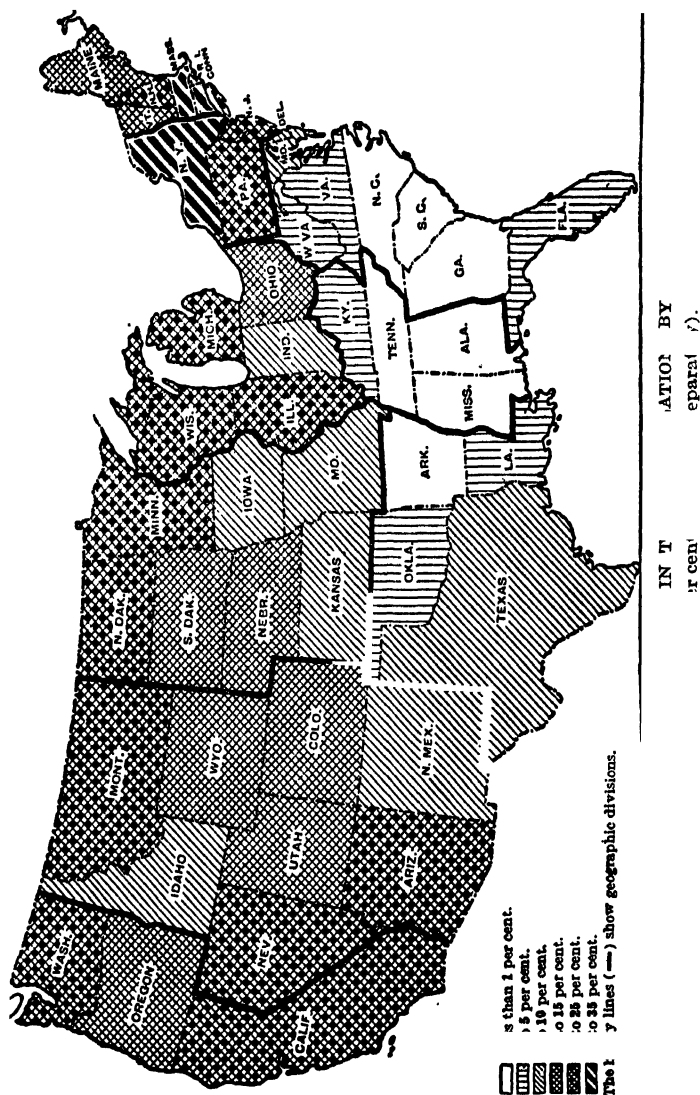 WASH.
OREGON
CALIF.
NEV.
IDAHO
MONT.
WYO.
UTAH
COLO.
ARIZ.
N. MEX.
N. DAK.
S. DAK.
NEBR.
KANSAS
OKLA.
TEXAS
MINN.
IOWA
MO.
ARK.
LA.
WIS.
ILL.
MICH.
IND.
OHIO
KY.
TENN.
MISS.
ALA.
GA.
FLA.
S. C.
N. C.
VA.
W VA.
MD.
DEL.
PA.
N. J.
N. Y.
CONN
R. I.
MASS.
VT.
MAINE
s than 1 per cent.
5 per cent.
10 per cent.
o 15 per cent.
o 25 per cent.
o 35 per cent.
y lines (—) show geographic divisions.
IN T ATION BY
r cent eparat y).